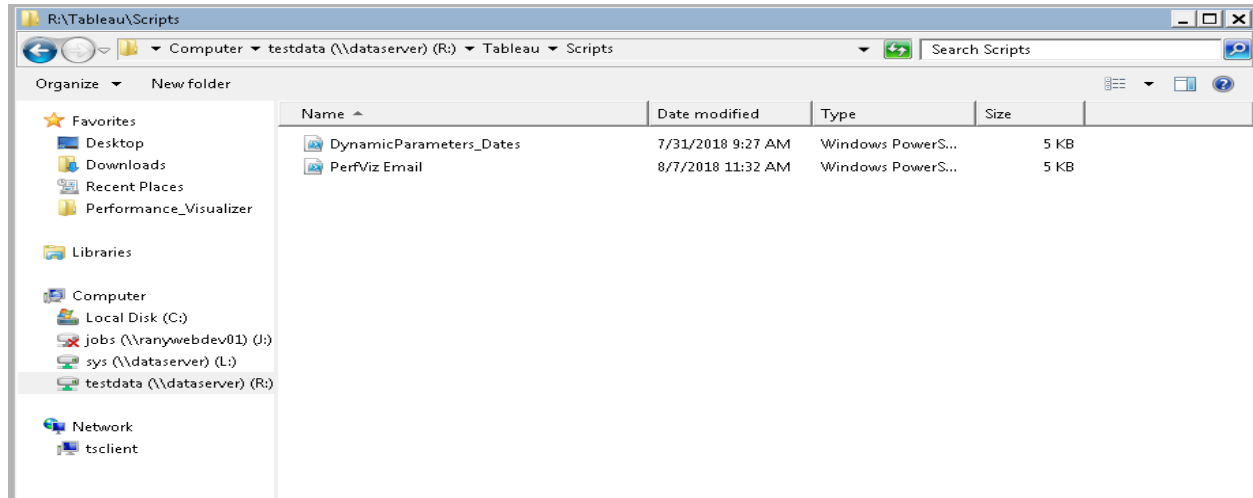 R:\Tableau\Scripts
Computer testdata (\\dataserver) (R:) Tableau Scripts
Search Scripts
Organize New folder
Favorites
Desktop
Downloads
Recent Places
Performance_Visualizer
Libraries
Computer
Local Disk (C:)
jobs (\\ranywebdev01) (J:)
sys (\\dataserver) (L:)
testdata (\\dataserver) (R:)
Network
tsclient
Name Date modified Type Size
DynamicParameters_Dates 7/31/2018 9:27 AM Windows PowerS... 5 KB
PerfViz Email 8/7/2018 11:32 AM Windows PowerS... 5 KB